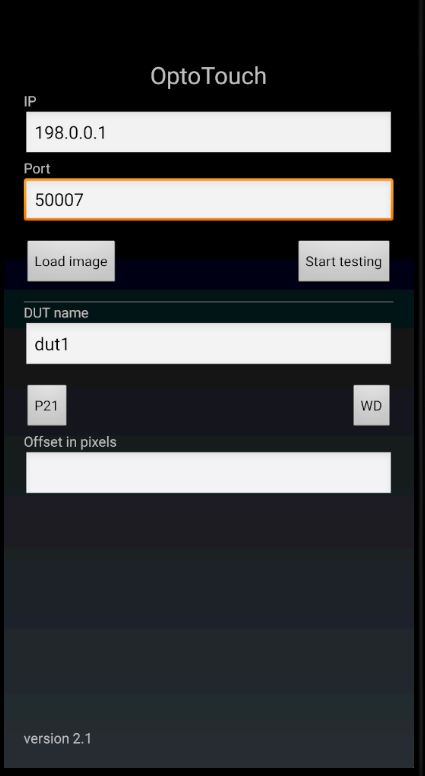 OptoTouch
IP
198.0.0.1
Port
50007
Load image Start testing
DUT name
dut1
P21 WD
Offset in pixels
version 2.1